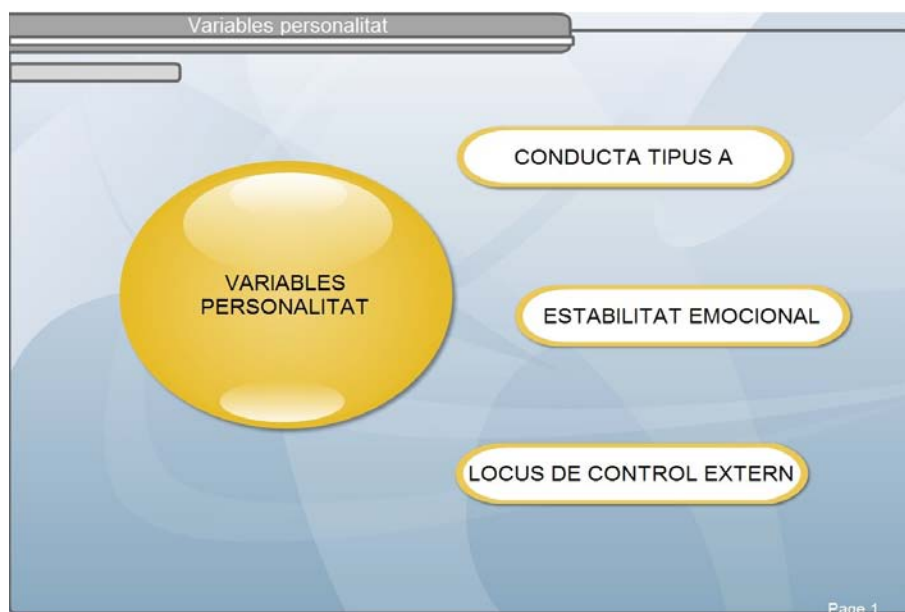 Variables personalitat
CONDUCTA TIPUS A
VARIABLES
PERSONALITAT
ESTABILITAT EMOCIONAL
LOCUS DE CONTROL EXTERN
Page 1